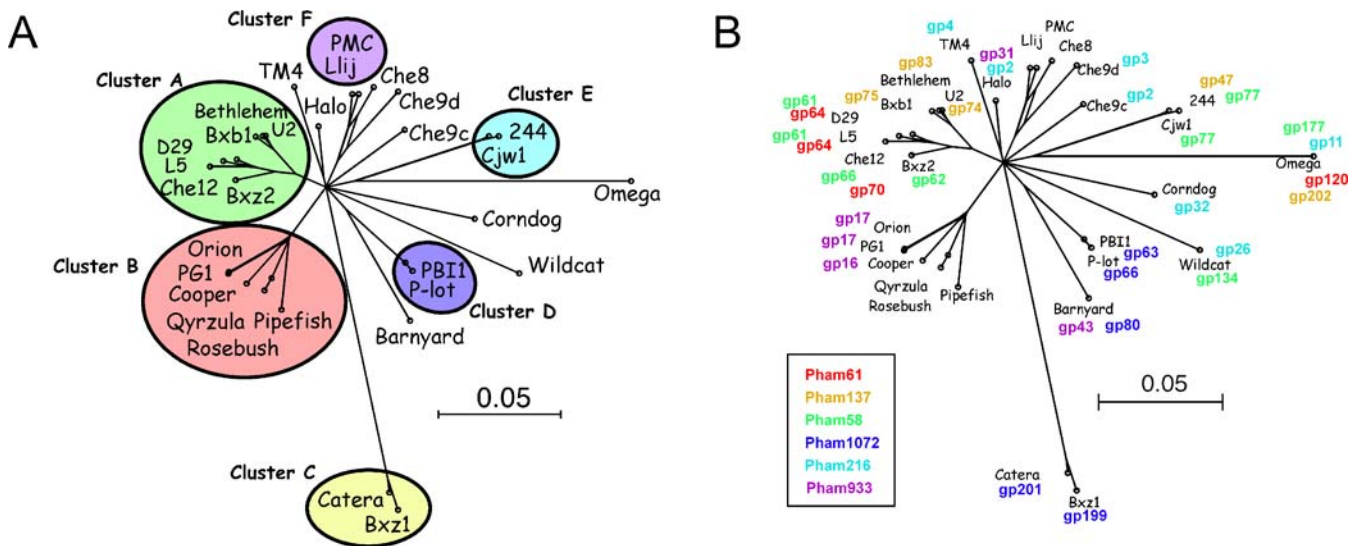 A
Cluster F
PMC
Llij
Cluster A
TM4
Che8
Che9d
Halo
Cluster E
Bethlehem
U2
Bxb1
D29
L5
Che12
Bxz2
Che9c
244
Cjw1
Omega
Corndog
Cluster B
Orion
PG1
Cooper
Qyrzula Pipefish
Rosebush
PBI1
P-lot
Wildcat
Cluster D
Barnyard
0.05
Cluster C
Catera
Bxz1
B
gp4
TM4
gp31
gp2
Halo
Llij
PMC
Che8
gp3
Che9d
gp83
Bethlehem
U2
gp74
gp75
Bxb1
gp61
gp64
D29
gp61
L5
gp64
Che12
gp66
gp70
Bxz2
gp62
gp2
Che9c
gp47
244
gp77
Cjw1
gp77
gp177
gp11
Omega
gp120
gp202
Corndog
gp32
gp17
Orion
gp17
PG1
gp16
Cooper
Qyrzula
Pipefish
Rosebush
PBI1
gp63
P-lot
gp66
gp26
Wildcat
gp134
Barnyard
gp43
gp80
Pham61
Pham137
Pham58
Pham1072
Pham216
Pham933
0.05
Catera
gp201
Bxz1
gp199